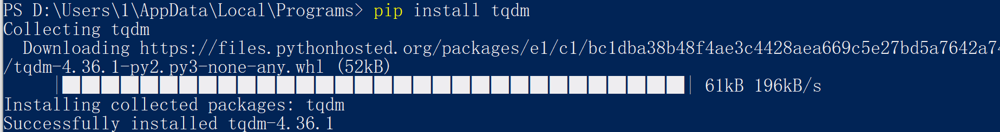 PS D:\Users\1\AppData\Local\Programs> pip install tqdm
Collecting tqdm
  Downloading https://files.pythonhosted.org/packages/e1/c1/bc1dba38b48f4ae3c4428aea669c5e27bd5a7642a74
/tqdm-4.36.1-py2.py3-none-any.whl (52kB)
|████████████████████████████████| 61kB 196kB/s
Installing collected packages: tqdm
Successfully installed tqdm-4.36.1